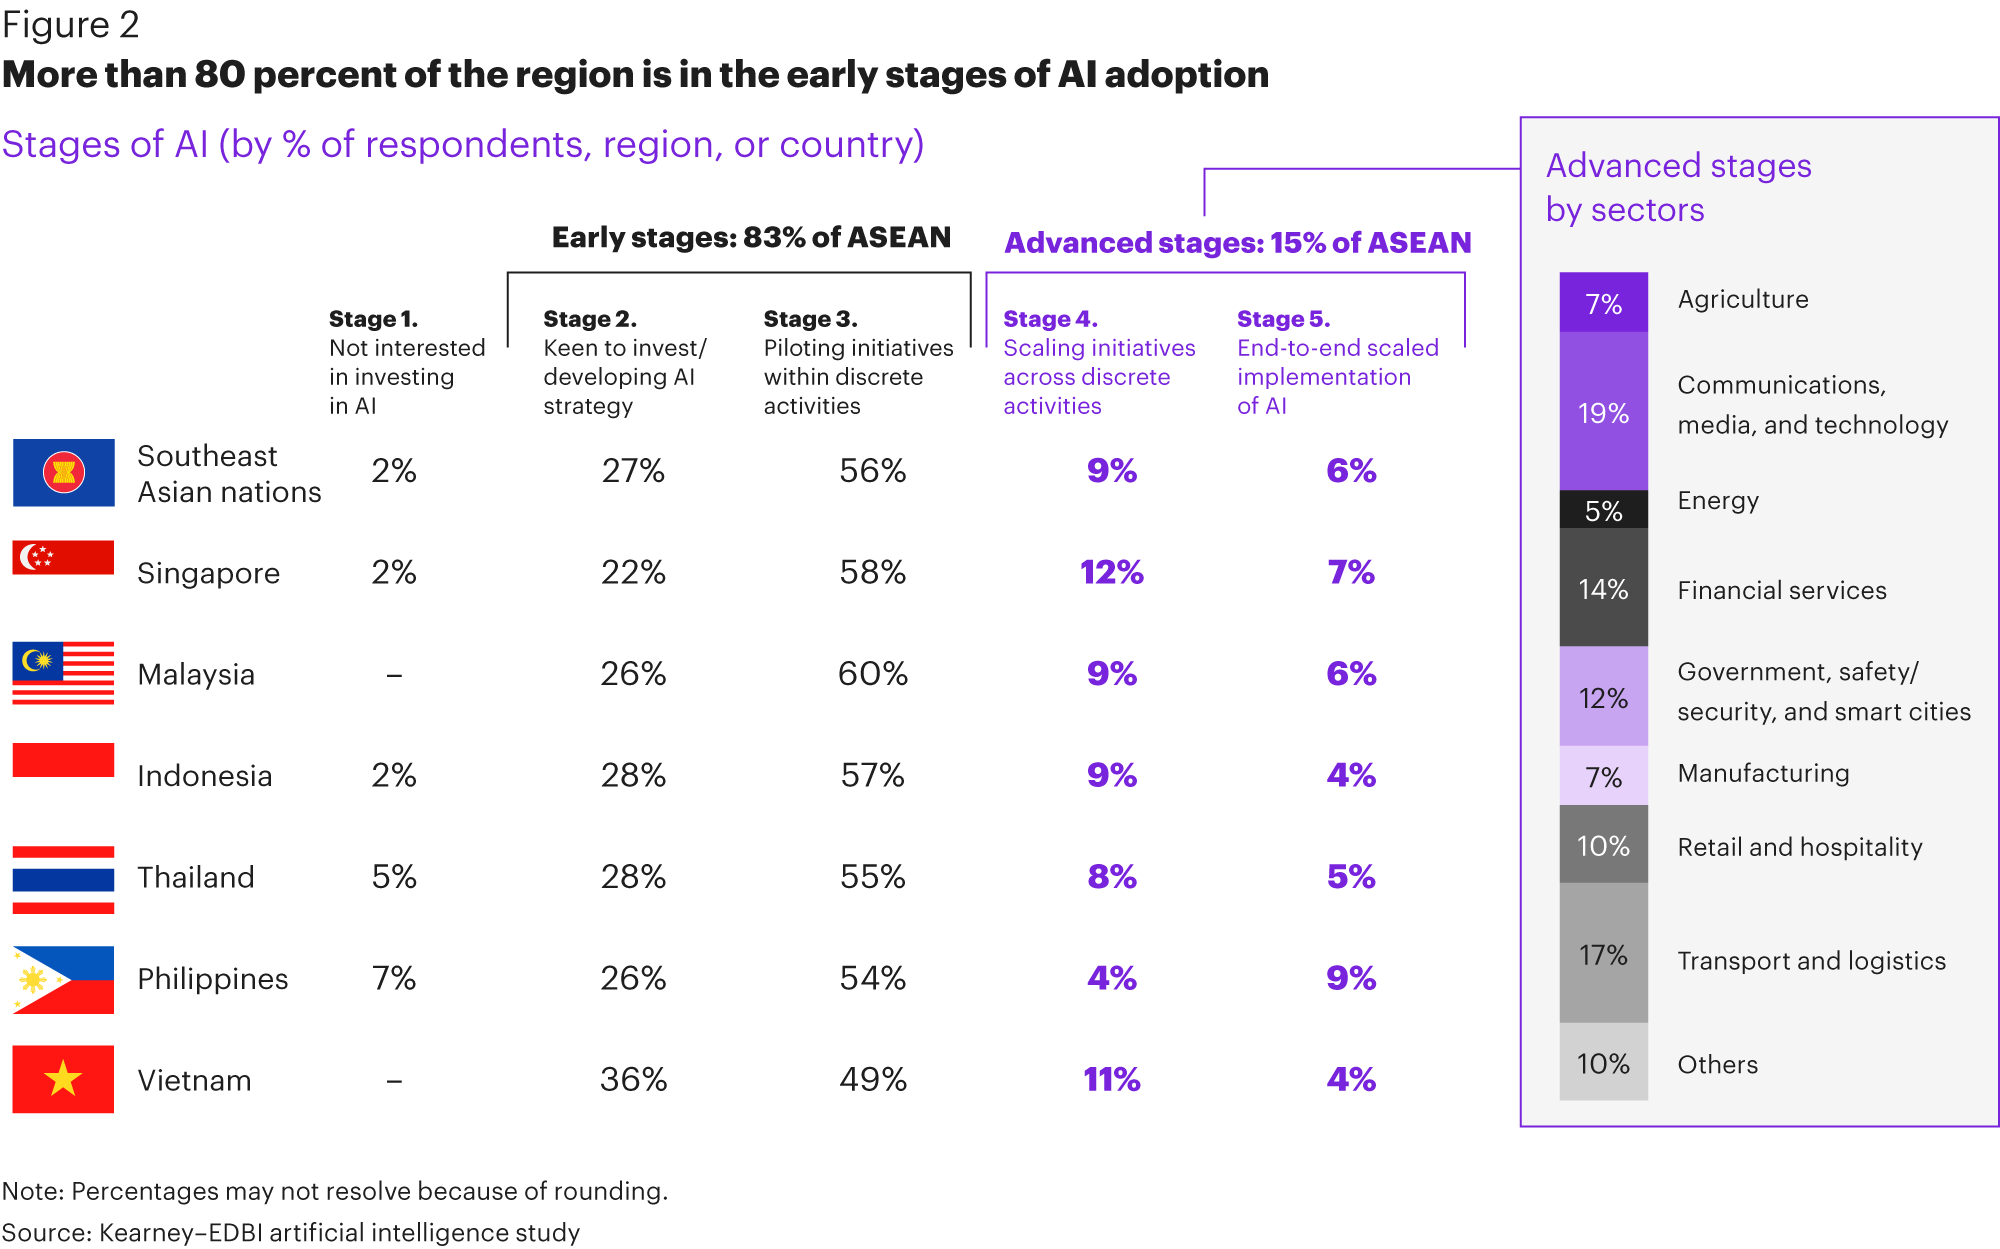 Figure 2
More than 80 percent of the region is in the early stages of AI adoption
Stages of AI (by % of respondents, region, or country)
Early stages: 83% of ASEAN
Advanced stages: 15% of ASEAN
Stage 1.
Not interested
in investing
in AI
Stage 2.
Keen to invest/
developing AI
strategy
Stage 3.
Piloting initiatives
within discrete
activities
Stage 4.
Scaling initiatives
across discrete
activities
Stage 5.
End-to-end scaled
implementation
of AI
Southeast
Asian nations
2% 27% 56% 9% 6%
Singapore 2% 22% 58% 12% 7%
Malaysia – 26% 60% 9% 6%
Indonesia 2% 28% 57% 9% 4%
Thailand 5% 28% 55% 8% 5%
Philippines 7% 26% 54% 4% 9%
Vietnam – 36% 49% 11% 4%
Advanced stages
by sectors
7% Agriculture
19% Communications,
media, and technology
5% Energy
14% Financial services
12% Government, safety/
security, and smart cities
7% Manufacturing
10% Retail and hospitality
17% Transport and logistics
10% Others
Note: Percentages may not resolve because of rounding.
Source: Kearney–EDBI artificial intelligence study